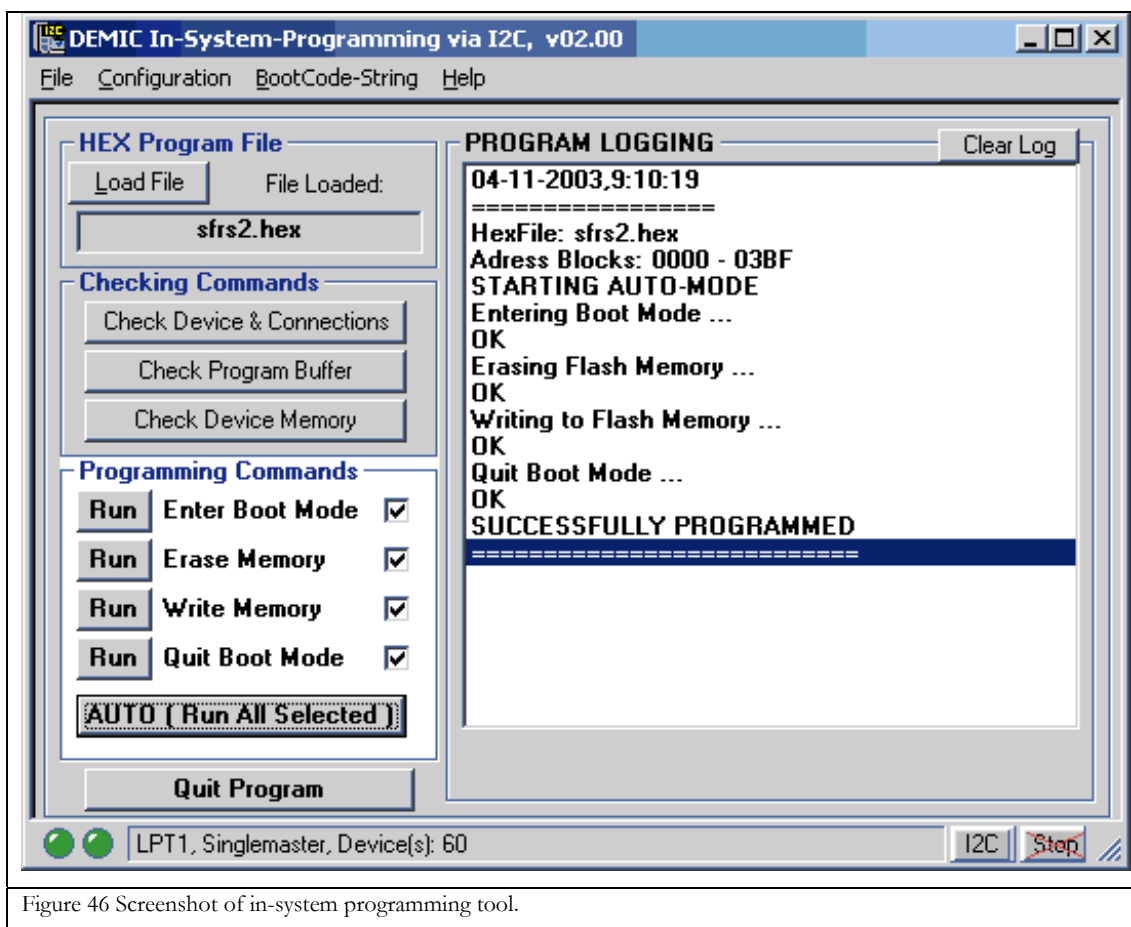 DEMIC In-System-Programming via I2C, v02.00
File Configuration BootCode-String Help
HEX Program File
Load File File Loaded:
sfrs2.hex
Checking Commands
Check Device & Connections
Check Program Buffer
Check Device Memory
Programming Commands
Run Enter Boot Mode
Run Erase Memory
Run Write Memory
Run Quit Boot Mode
AUTO ( Run All Selected )
Quit Program
PROGRAM LOGGING
Clear Log
04-11-2003,9:10:19
=================
HexFile: sfrs2.hex
Adress Blocks: 0000 - 03BF
STARTING AUTO-MODE
Entering Boot Mode ...
OK
Erasing Flash Memory ...
OK
Writing to Flash Memory ...
OK
Quit Boot Mode ...
OK
SUCCESSFULLY PROGRAMMED
===========================
LPT1, Singlemaster, Device(s): 60
I2C Stop
Figure 46 Screenshot of in-system programming tool.